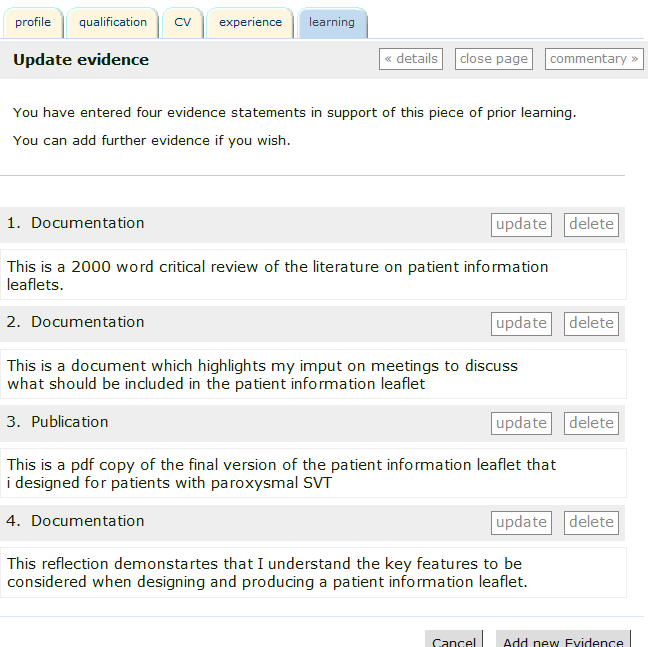 profile qualification CV experience learning
Update evidence « details close page commentary »
You have entered four evidence statements in support of this piece of prior learning.
You can add further evidence if you wish.
1. Documentation update delete
This is a 2000 word critical review of the literature on patient information
leaflets.
2. Documentation update delete
This is a document which highlights my imput on meetings to discuss
what should be included in the patient information leaflet
3. Publication update delete
This is a pdf copy of the final version of the patient information leaflet that
i designed for patients with paroxysmal SVT
4. Documentation update delete
This reflection demonstartes that I understand the key features to be
considered when designing and producing a patient information leaflet.
Cancel Add new Evidence